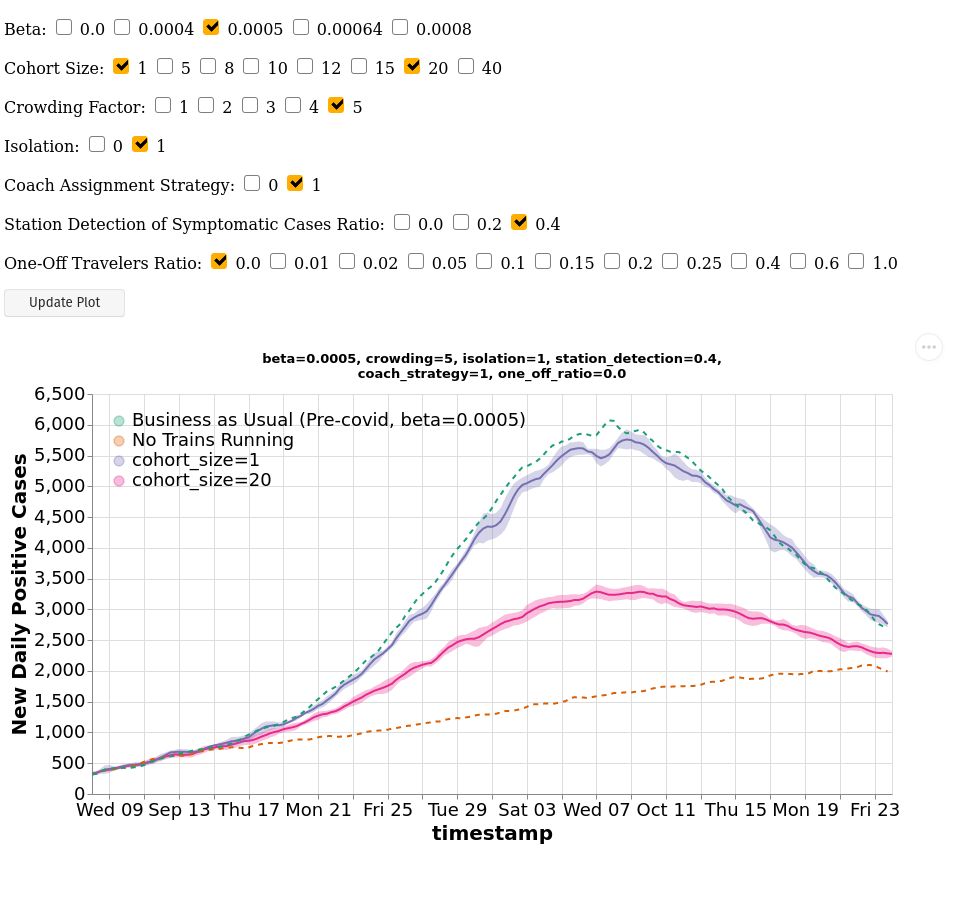 Beta: 0.0 0.0004 0.0005 0.00064 0.0008
Cohort Size: 1 5 8 10 12 15 20 40
Crowding Factor: 1 2 3 4 5
Isolation: 0 1
Coach Assignment Strategy: 0 1
Station Detection of Symptomatic Cases Ratio: 0.0 0.2 0.4
One-Off Travelers Ratio: 0.0 0.01 0.02 0.05 0.1 0.15 0.2 0.25 0.4 0.6 1.0
Update Plot
beta=0.0005, crowding=5, isolation=1, station_detection=0.4,
coach_strategy=1, one_off_ratio=0.0
New Daily Positive Cases
6,500
6,000
5,500
5,000
4,500
4,000
3,500
3,000
2,500
2,000
1,500
1,000
500
0
Business as Usual (Pre-covid, beta=0.0005)
No Trains Running
cohort_size=1
cohort_size=20
Wed 09 Sep 13 Thu 17 Mon 21 Fri 25 Tue 29 Sat 03 Wed 07 Oct 11 Thu 15 Mon 19 Fri 23
timestamp